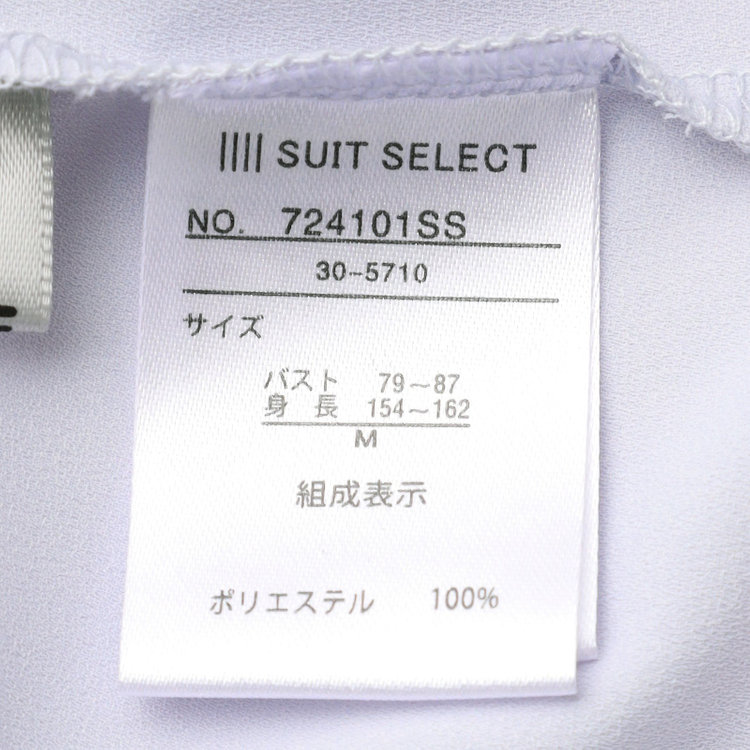 SUIT SELECT
NO. 724101SS
30-5710
サイズ
バスト 79～87
身長 154～162
M
組成表示
ポリエステル 100%